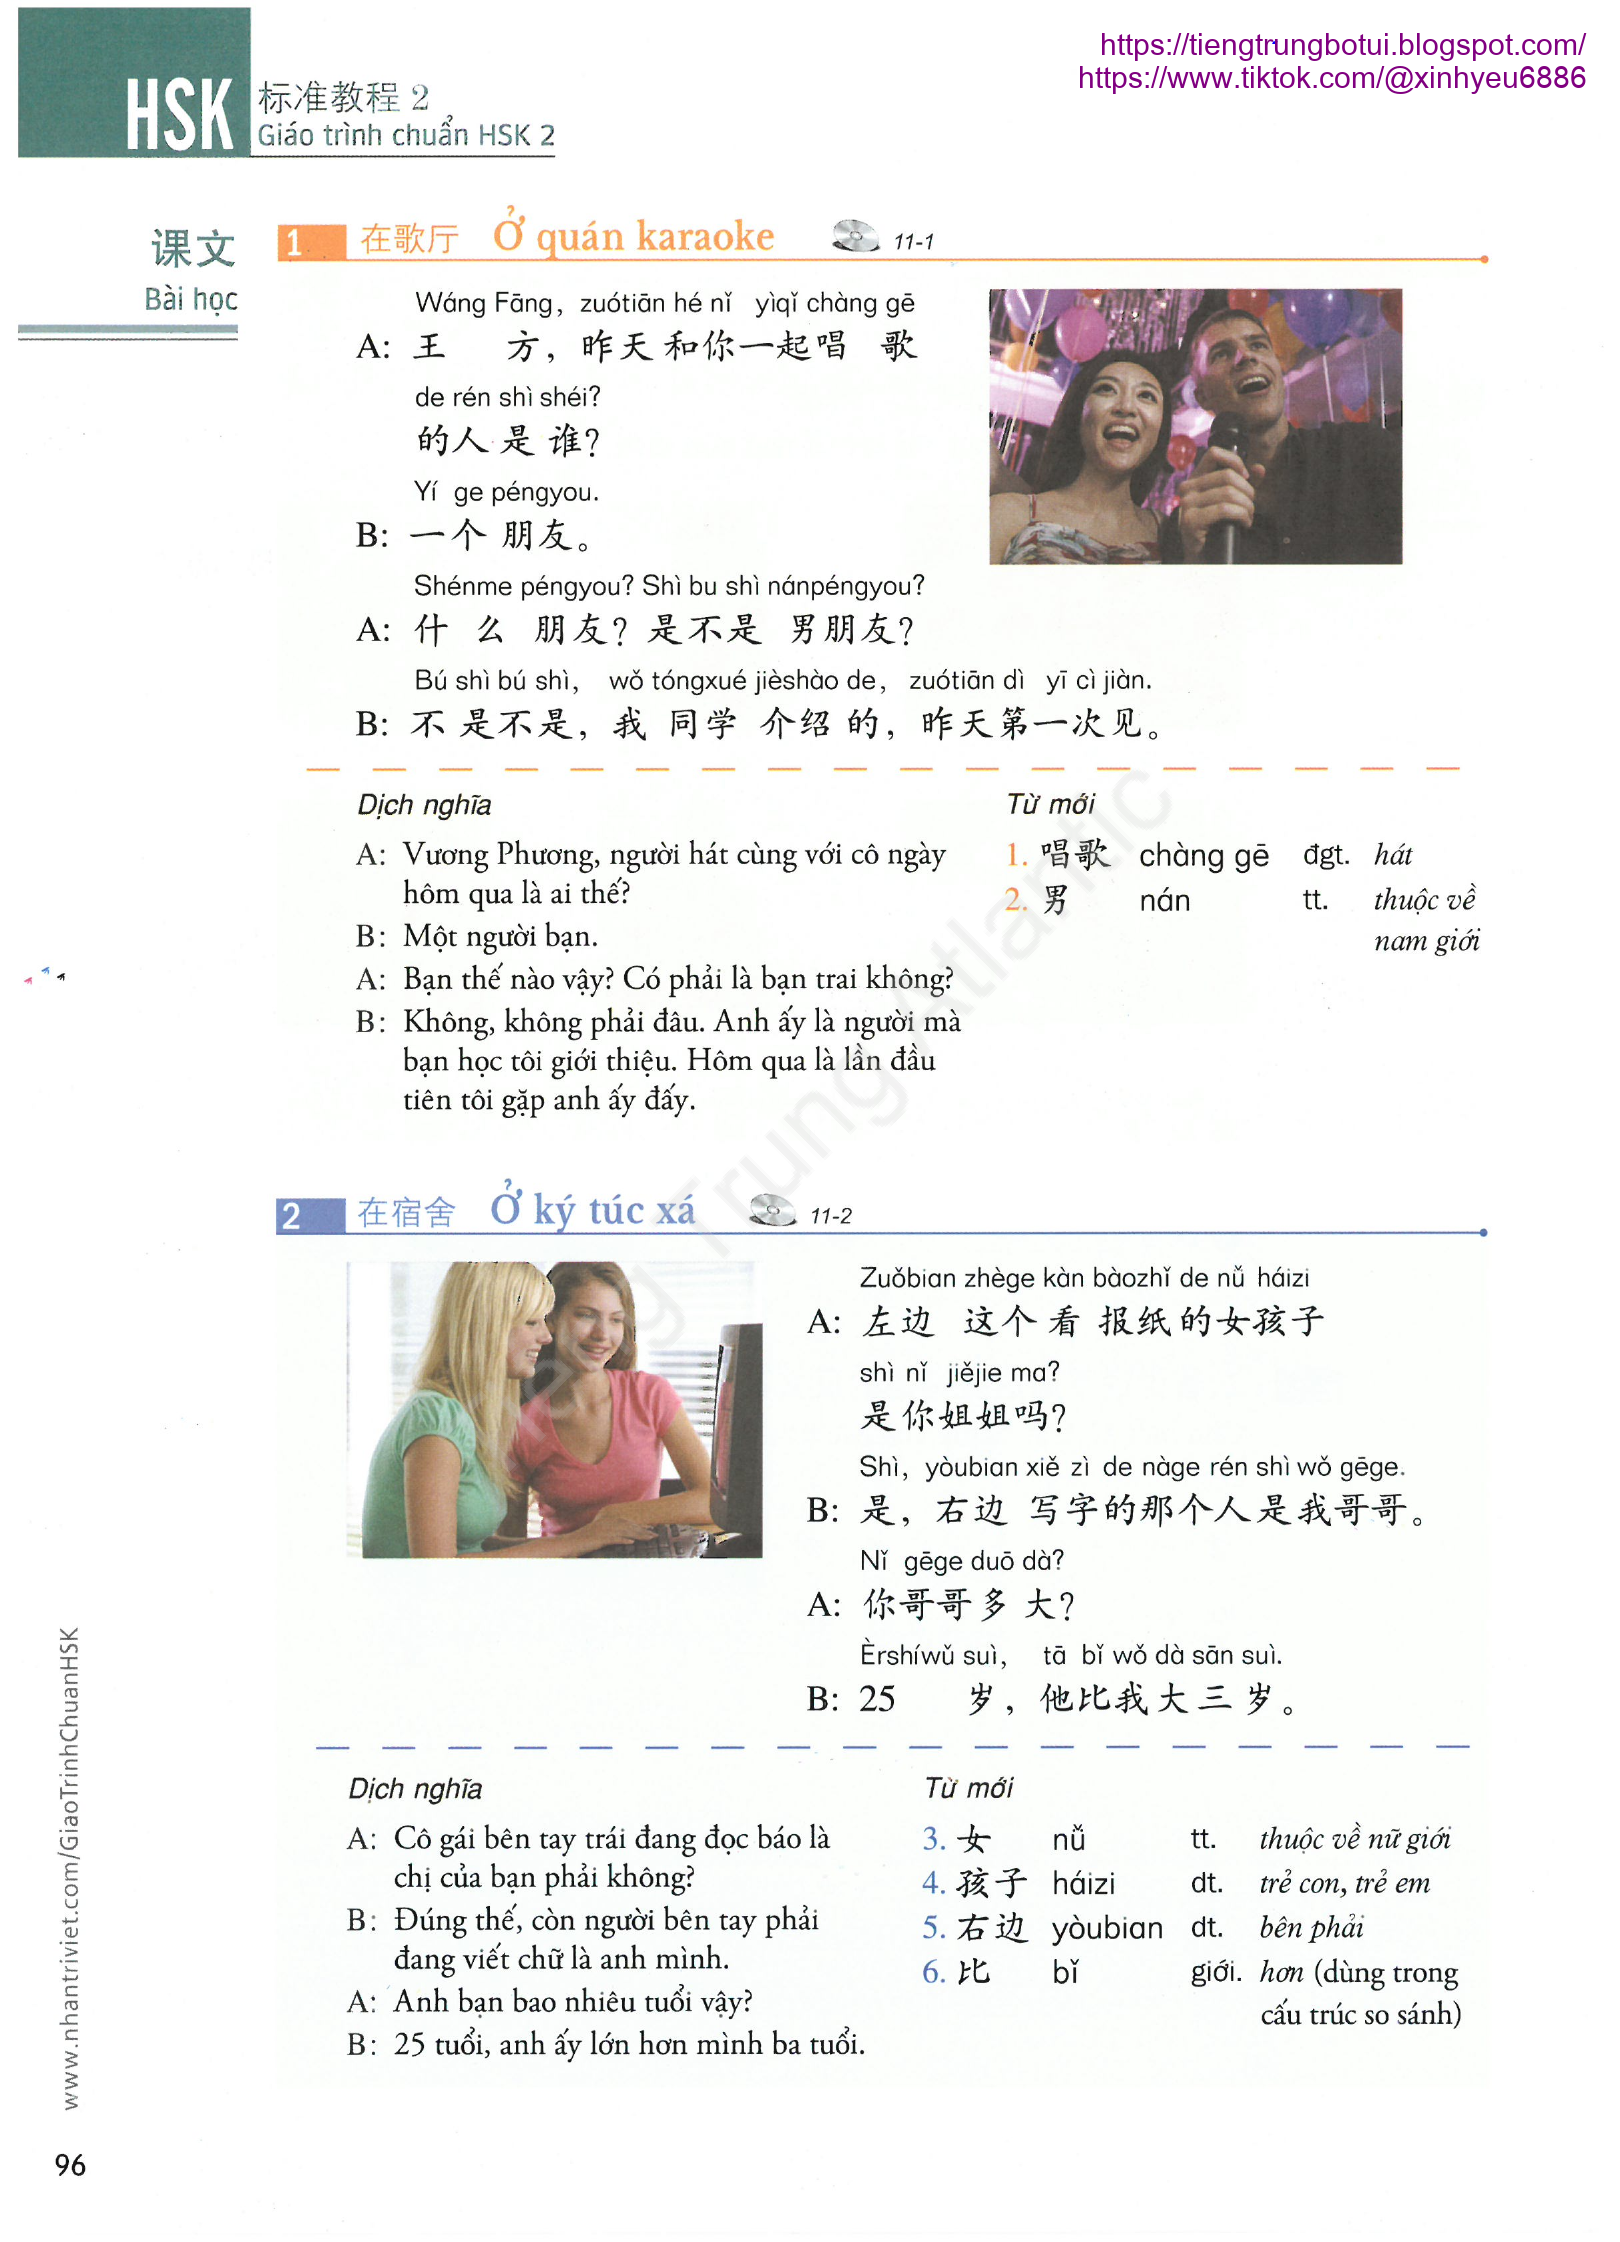 https://tiengtrungbotui.blogspot.com/
https://www.tiktok.com/@xinhyeu6886
HSK 标准教程 2
Giáo trình chuẩn HSK 2
课文
Bài học
1 在歌厅 Ở quán karaoke 11-1
Wáng Fāng, zuótiān hé nǐ yìqǐ chàng gē
A: 王方，昨天和你一起唱歌
de rén shì shéi?
的人是谁？
Yí ge péngyou.
B: 一个朋友。
Shénme péngyou? Shì bu shì nánpéngyou?
A: 什么朋友？是不是男朋友？
Bú shì bú shì, wǒ tóngxué jièshào de, zuótiān dì yī cì jiàn.
B: 不是不是，我同学介绍的，昨天第一次见。
Dịch nghĩa
A: Vương Phương, người hát cùng với cô ngày
hôm qua là ai thế?
B: Một người bạn.
A: Bạn thế nào vậy? Có phải là bạn trai không?
B: Không, không phải đâu. Anh ấy là người mà
bạn học tôi giới thiệu. Hôm qua là lần đầu
tiên tôi gặp anh ấy đấy.
Từ mới
1. 唱歌 chàng gē đgt. hát
2. 男 nán tt. thuộc về
nam giới
2 在宿舍 Ở ký túc xá 11-2
Zuǒbian zhège kàn bàozhǐ de nǚ háizi
A: 左边这个看报纸的女孩子
shì nǐ jiějie ma?
是你姐姐吗？
Shì, yòubian xiě zì de nàge rén shì wǒ gēge.
B: 是，右边写字的那个人是我哥哥。
Nǐ gēge duō dà?
A: 你哥哥多大？
Èrshíwǔ suì, tā bǐ wǒ dà sān suì.
B: 25岁，他比我大三岁。
Dịch nghĩa
A: Cô gái bên tay trái đang đọc báo là
chị của bạn phải không?
B: Đúng thế, còn người bên tay phải
đang viết chữ là anh mình.
A: Anh bạn bao nhiêu tuổi vậy?
B: 25 tuổi, anh ấy lớn hơn mình ba tuổi.
Từ mới
3. 女 nǚ tt. thuộc về nữ giới
4. 孩子 háizi dt. trẻ con, trẻ em
5. 右边 yòubian dt. bên phải
6. 比 bǐ giới. hơn (dùng trong
cấu trúc so sánh)
www.nhantriviet.com/GiaoTrinhChuanHSK
96
Tiếng Trung Atlantic